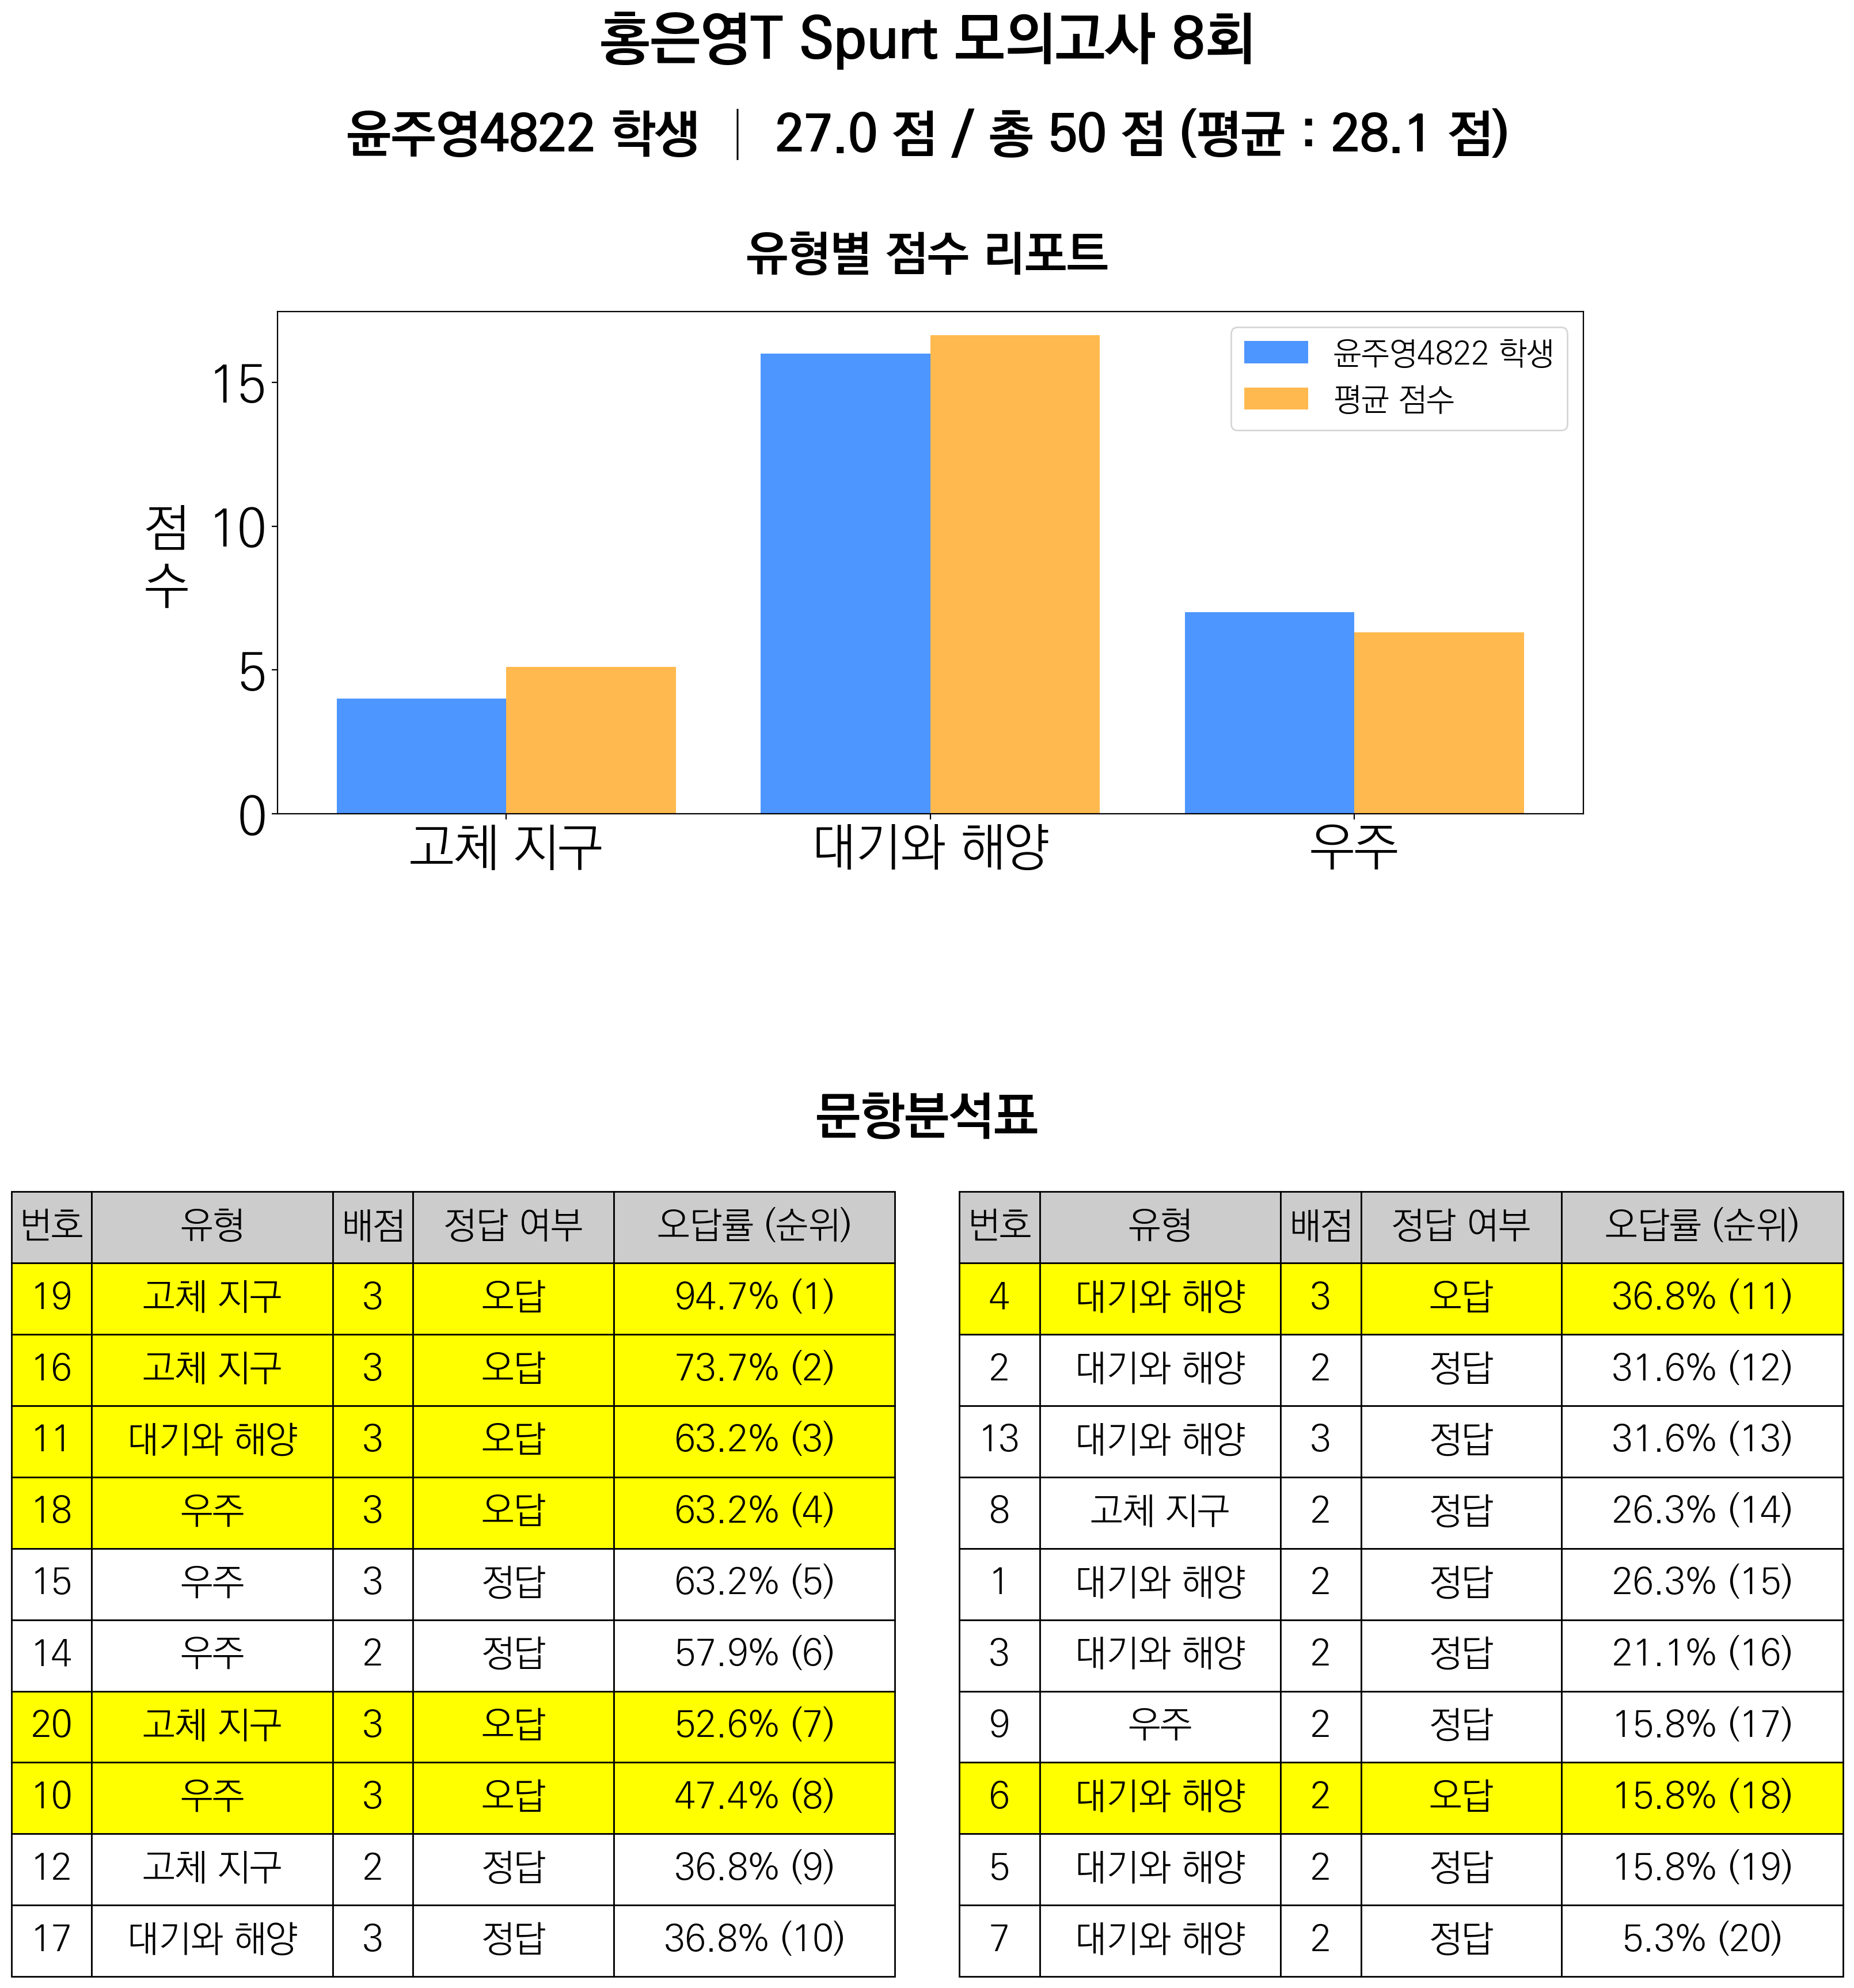 홍은영T Spurt 모의고사 8회
윤주영4822 학생 | 27.0 점 / 총 50 점 (평균 : 28.1 점)
유형별 점수 리포트
윤주영4822 학생
평균 점수
점
수
15
10
5
0
고체 지구 대기와 해양 우주
문항분석표
번호 유형 배점 정답 여부 오답률 (순위)
19 고체 지구 3 오답 94.7% (1)
16 고체 지구 3 오답 73.7% (2)
11 대기와 해양 3 오답 63.2% (3)
18 우주 3 오답 63.2% (4)
15 우주 3 정답 63.2% (5)
14 우주 2 정답 57.9% (6)
20 고체 지구 3 오답 52.6% (7)
10 우주 3 오답 47.4% (8)
12 고체 지구 2 정답 36.8% (9)
17 대기와 해양 3 정답 36.8% (10)
번호 유형 배점 정답 여부 오답률 (순위)
4 대기와 해양 3 오답 36.8% (11)
2 대기와 해양 2 정답 31.6% (12)
13 대기와 해양 3 정답 31.6% (13)
8 고체 지구 2 정답 26.3% (14)
1 대기와 해양 2 정답 26.3% (15)
3 대기와 해양 2 정답 21.1% (16)
9 우주 2 정답 15.8% (17)
6 대기와 해양 2 오답 15.8% (18)
5 대기와 해양 2 정답 15.8% (19)
7 대기와 해양 2 정답 5.3% (20)